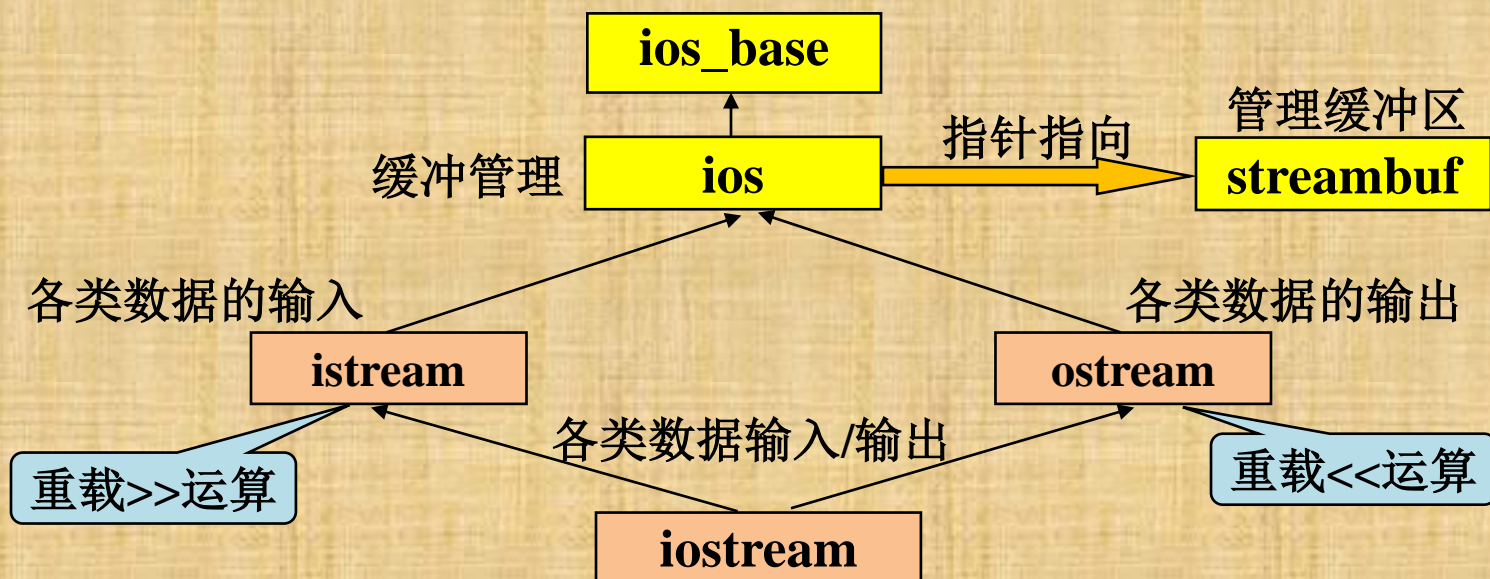 ios_base
管理缓冲区
指针指向
缓冲管理
ios
streambuf
各类数据的输入
各类数据的输出
istream
ostream
各类数据输入/输出
重载>>运算
重载<<运算
iostream